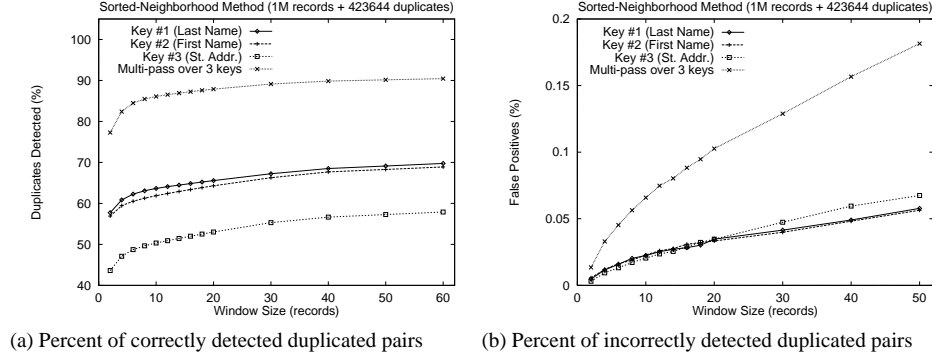 Sorted-Neighborhood Method (1M records + 423644 duplicates)
100
90
80
70
60
50
40
Duplicates Detected (%)
Key #1 (Last Name)
Key #2 (First Name)
Key #3 (St. Addr.)
Multi-pass over 3 keys
0 10 20 30 40 50 60
Window Size (records)
(a) Percent of correctly detected duplicated pairs
Sorted-Neighborhood Method (1M records + 423644 duplicates)
0.2
0.15
0.1
0.05
0
False Positives (%)
Key #1 (Last Name)
Key #2 (First Name)
Key #3 (St. Addr.)
Multi-pass over 3 keys
0 10 20 30 40 50
Window Size (records)
(b) Percent of incorrectly detected duplicated pairs